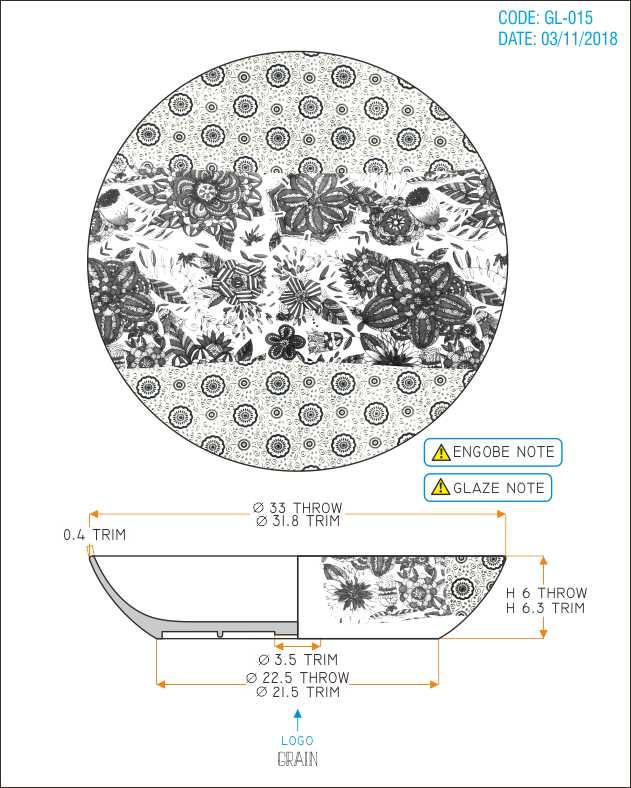 CODE: GL-015
DATE: 03/11/2018
ENGOBE NOTE
GLAZE NOTE
Ø 33 THROW
Ø 31.8 TRIM
0.4 TRIM
H 6 THROW
H 6.3 TRIM
Ø 3.5 TRIM
Ø 22.5 THROW
Ø 21.5 TRIM
LOGO
GRAIN